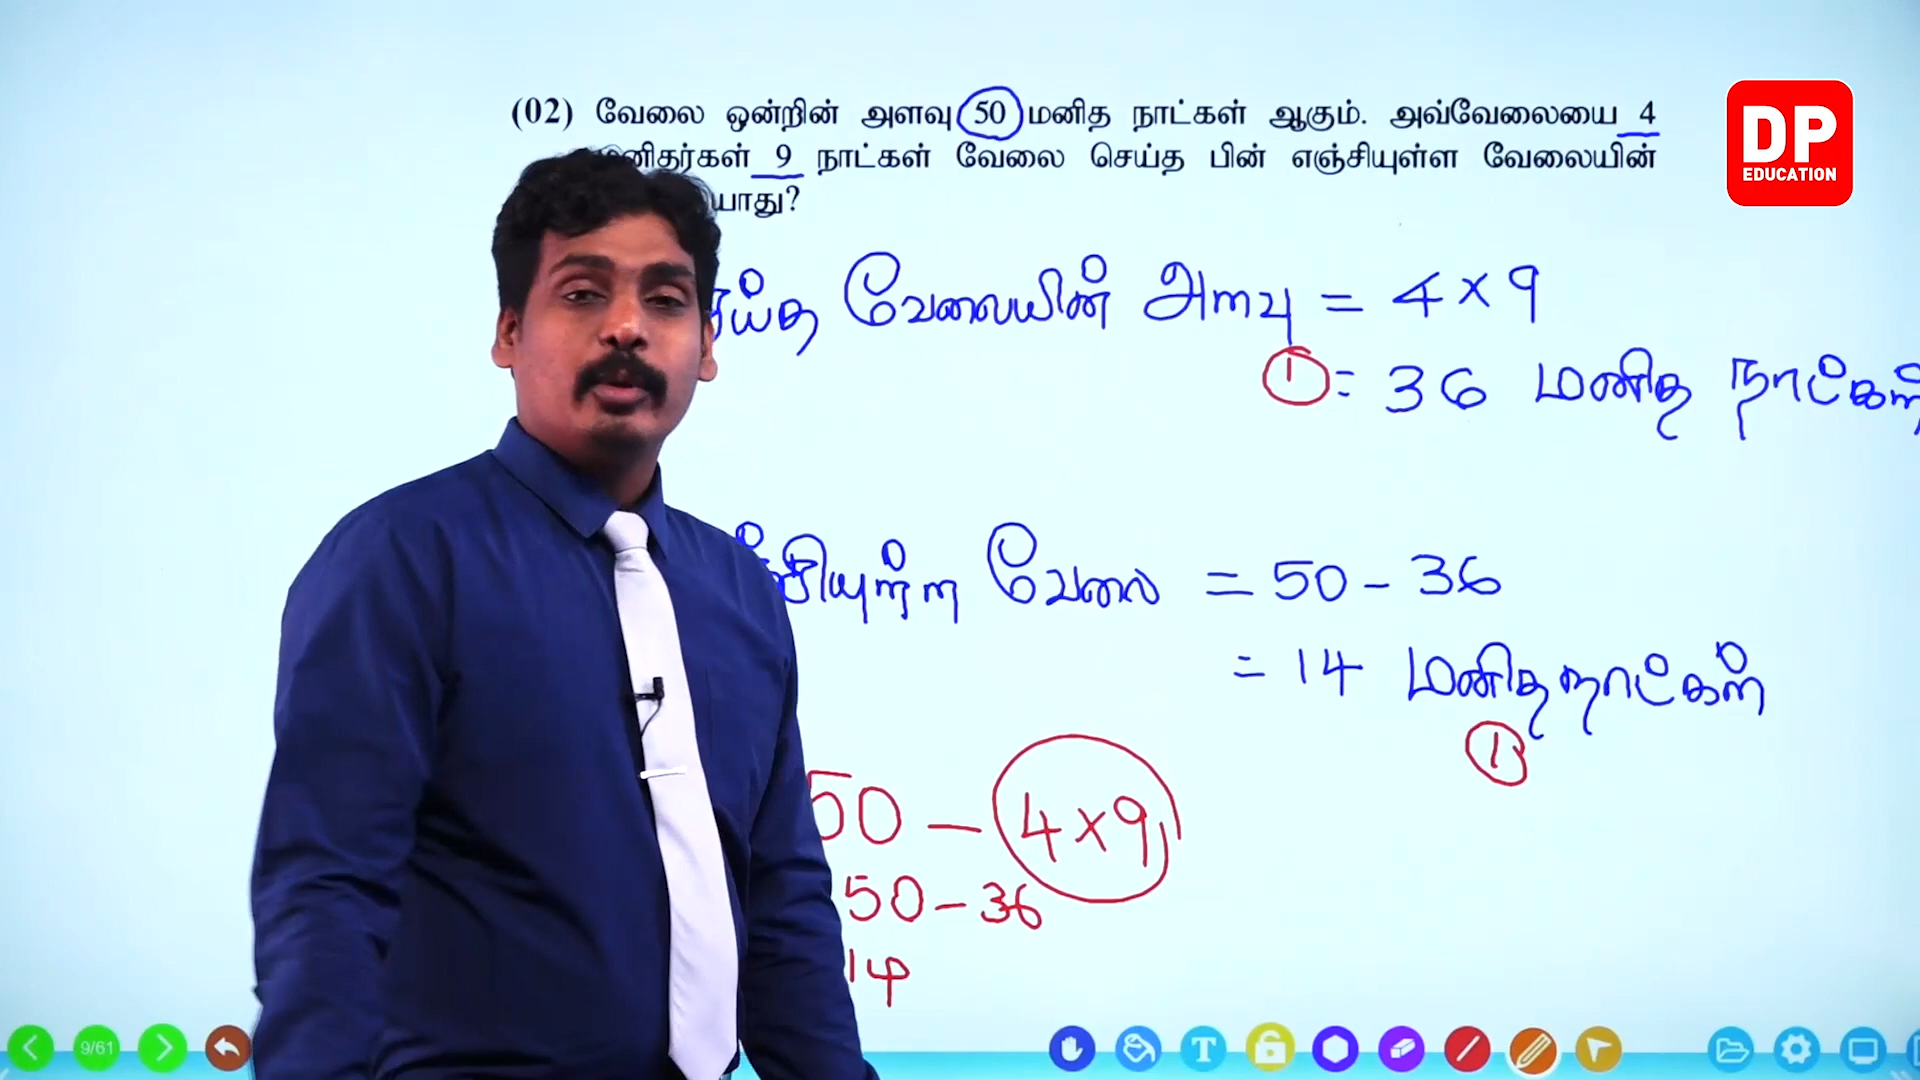 (02) வேலை ஒன்றின் அளவு 50 மனித நாட்கள் ஆகும். அவ்வேலையை 4
மனிதர்கள் 9 நாட்கள் வேலை செய்த பின் எஞ்சியுள்ள வேலையின்
யாது?
DP
EDUCATION
வேலையின் அளவு = 4 × 9
① = 36 மனித நாட்கள்
வேலை = 50 - 36
= 14 மனிதநாட்கள்
①
50 - 4×9
50 - 36
14
9/61
T